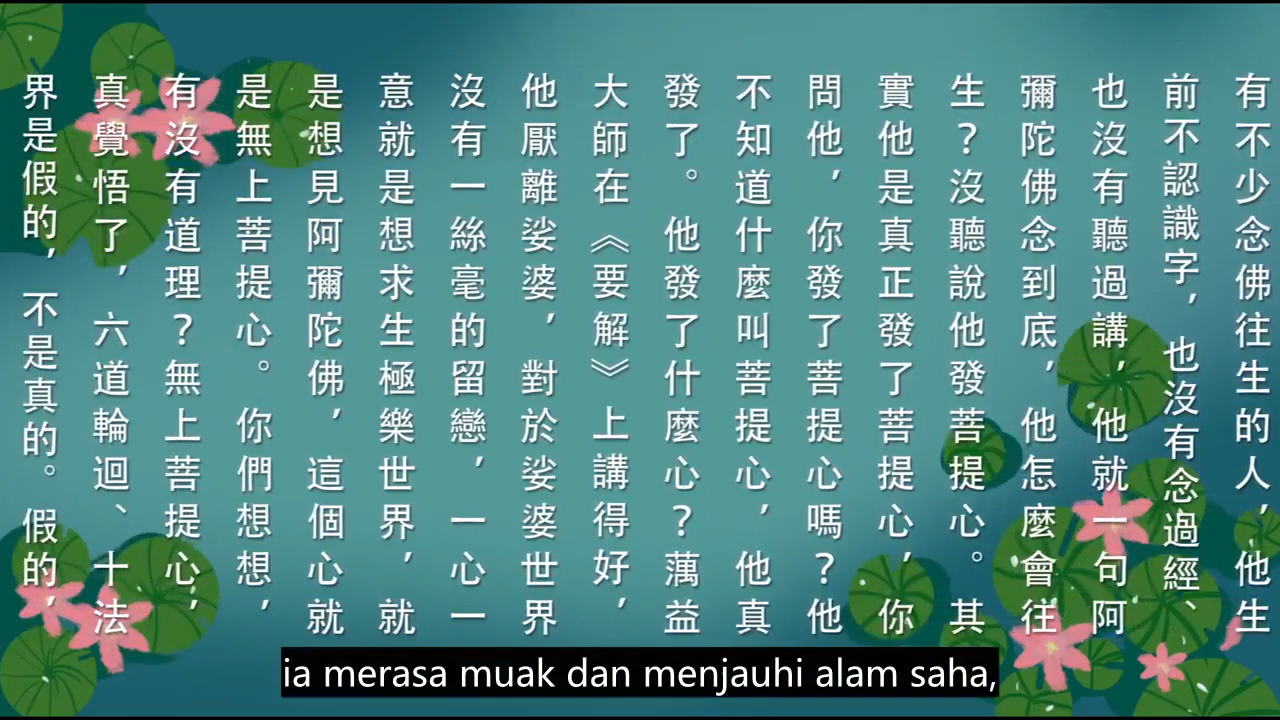 有不少念佛往生的人，他生
前不認識字，也沒有念過經、
也沒有聽過講，他就一句阿
彌陀佛念到底，他怎麼會往
生？沒聽說他發菩提心。其
實他是真正發了菩提心，你
問他，你發了菩提心嗎？他
不知道什麼叫菩提心，他真
發了。他發了什麼心？蕅益
大師在《要解》上講得好，
他厭離娑婆，對於娑婆世界
沒有一絲毫的留戀，一心一
意就是想求生極樂世界，就
是想見阿彌陀佛，這個心就
是無上菩提心。你們想想，
有沒有道理？無上菩提心，
真覺悟了，六道輪迴、十法
界是假的，不是真的。假的，
ia merasa muak dan menjauhi alam saha,